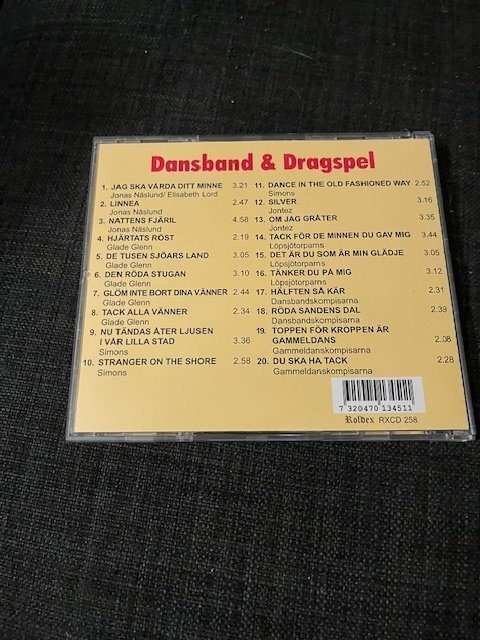 Dansband & Dragspel
1. JAG SKA VÅRDA DITT MINNE 3.21
Jonas Näslund/ Elisabeth Lord
2. LINNEA 2.47
Jonas Näslund
3. NATTENS FJÄRIL 4.58
Jonas Näslund
4. HJÄRTATS RÖST 2.19
Glade Glenn
5. DE TUSEN SJÖARS LAND 3.05
Glade Glenn
6. DEN RÖDA STUGAN 3.10
Glade Glenn
7. GLÖM INTE BORT DINA VÄNNER 2.44
Glade Glenn
8. TACK ALLA VÄNNER 2.34
Glade Glenn
9. NU TÄNDAS ÅTER LJUSEN
I VÅR LILLA STAD 3.36
Simons
10. STRANGER ON THE SHORE 2.58
Simons
11. DANCE IN THE OLD FASHIONED WAY 2.52
Simons
12. SILVER 3.16
Jontez
13. OM JAG GRÅTER 3.35
Jontez
14. TACK FÖR DE MINNEN DU GAV MIG 3.44
Löpsjötorparns
15. DET ÄR DU SOM ÄR MIN GLÄDJE 3.05
Löpsjötorparns
16. TÄNKER DU PÅ MIG 3.12
Löpsjötorparns
17. HÄLFTEN SÅ KÄR 2.31
Dansbandskompisarna
18. RÖDA SANDENS DAL 2.39
Dansbandskompisarna
19. TOPPEN FÖR KROPPEN ÄR
GAMMELDANS 2.08
Gammeldanskompisarna
20. DU SKA HA TACK 2.28
Gammeldanskompisarna
7 320470 134511
Roldex RXCD 258